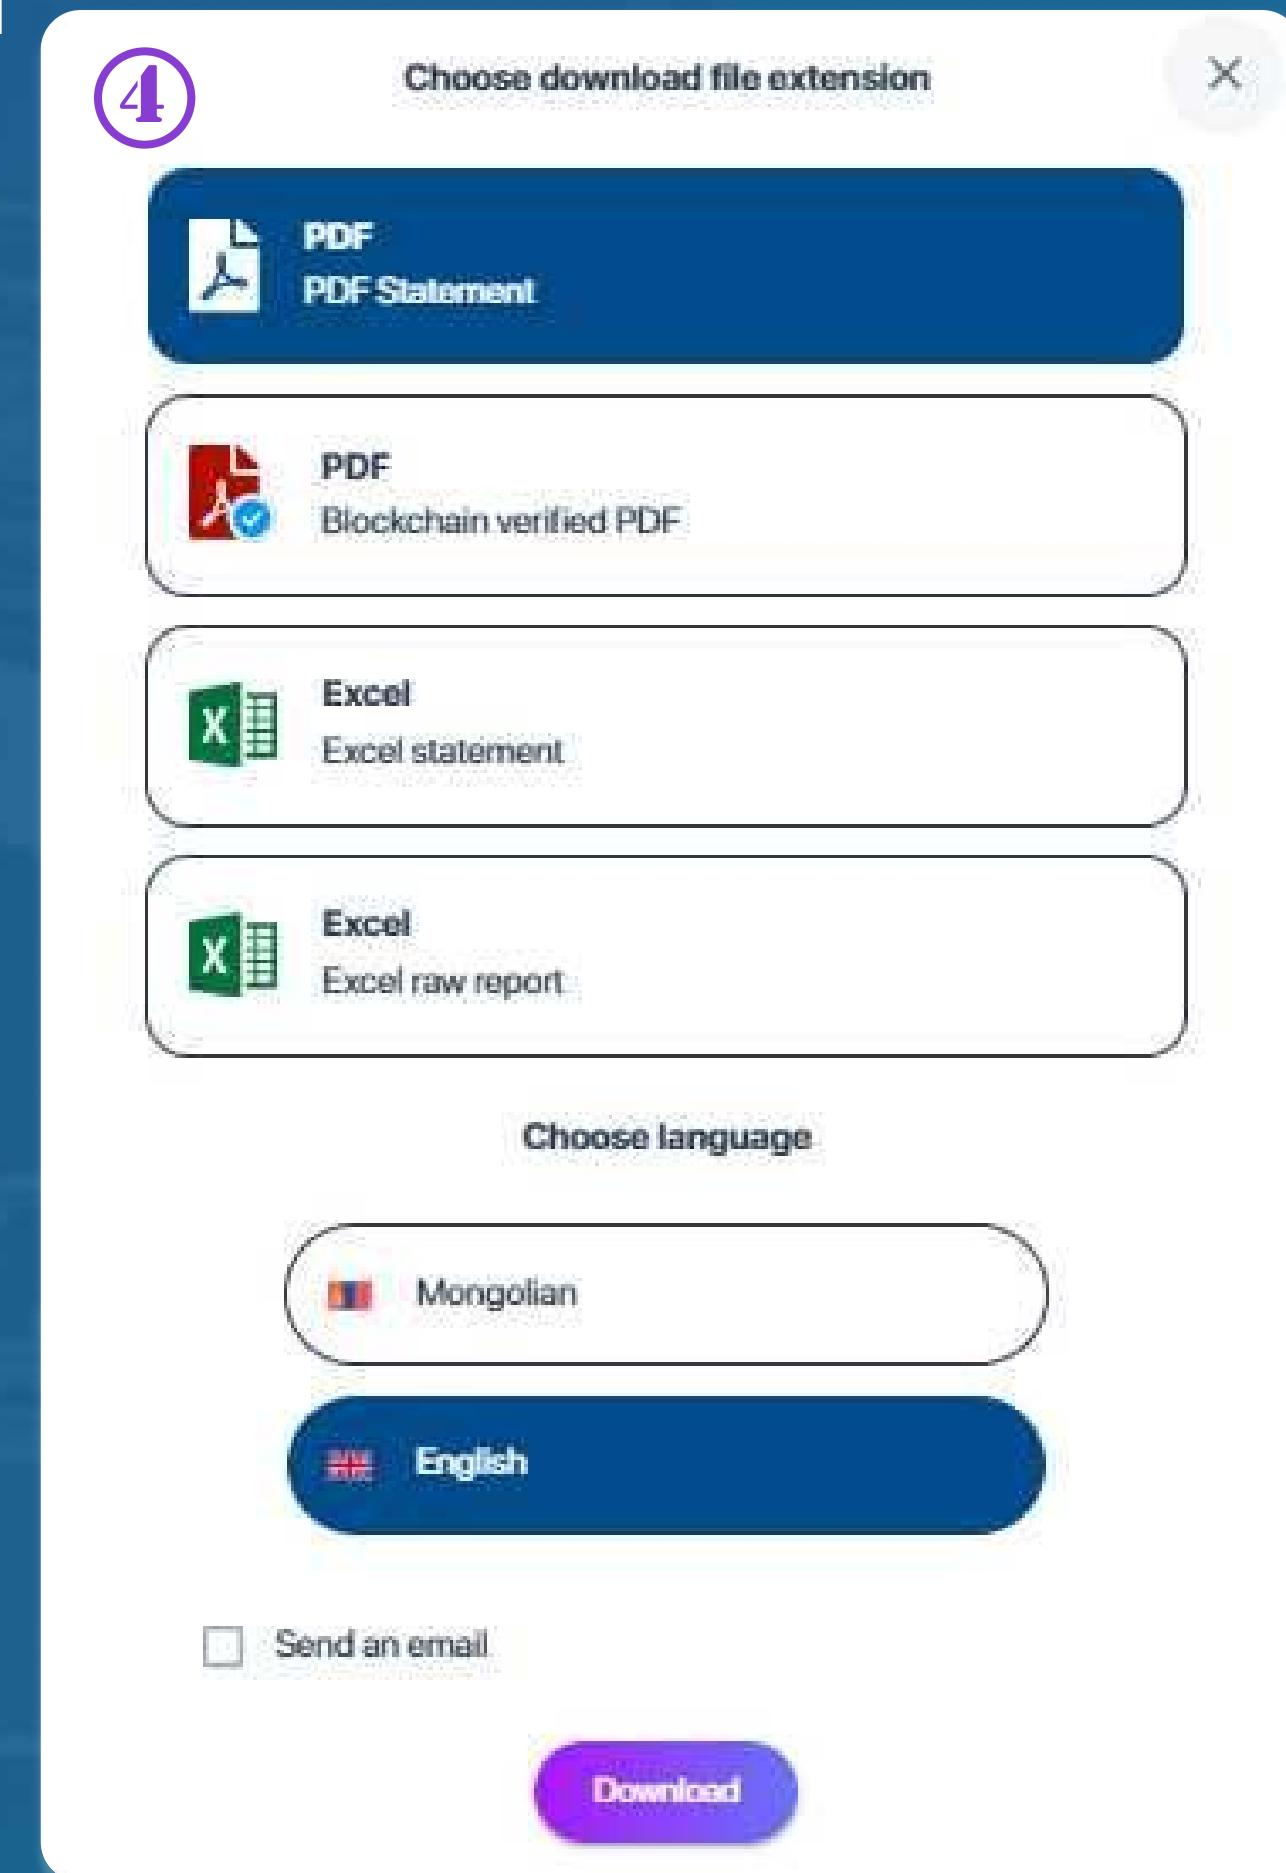 4
Choose download file extension
PDF
PDF Statement
PDF
Blockchain verified PDF
Excel
Excel statement
Excel
Excel raw report
Choose language
Mongolian
English
Send an email
Download